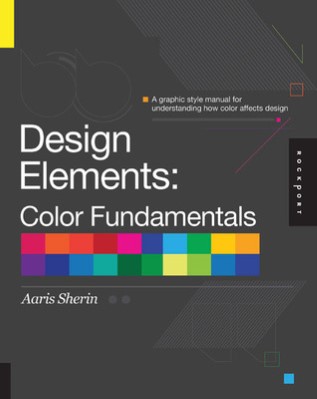 A graphic style manual for
understanding how color affects design
Design
Elements:
Color Fundamentals
ROCKPORT
Aaris Sherin